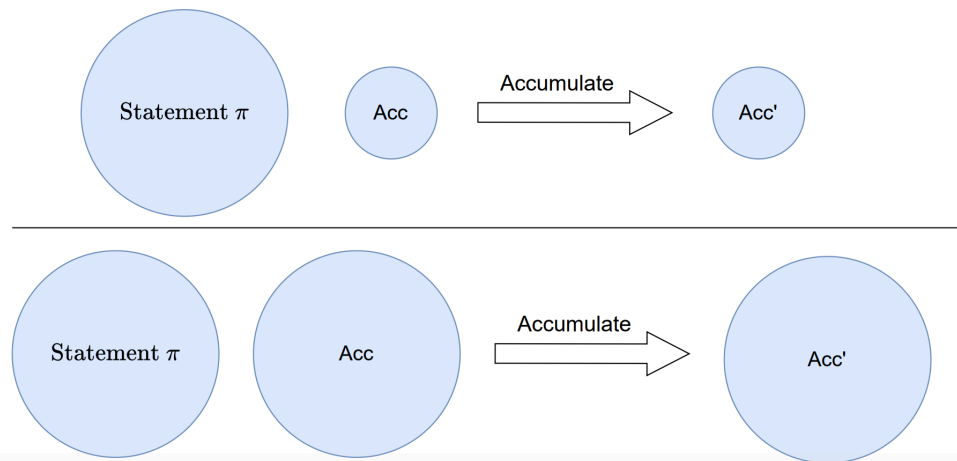 Statement π
Acc
Accumulate
Acc'
Statement π
Acc
Accumulate
Acc'